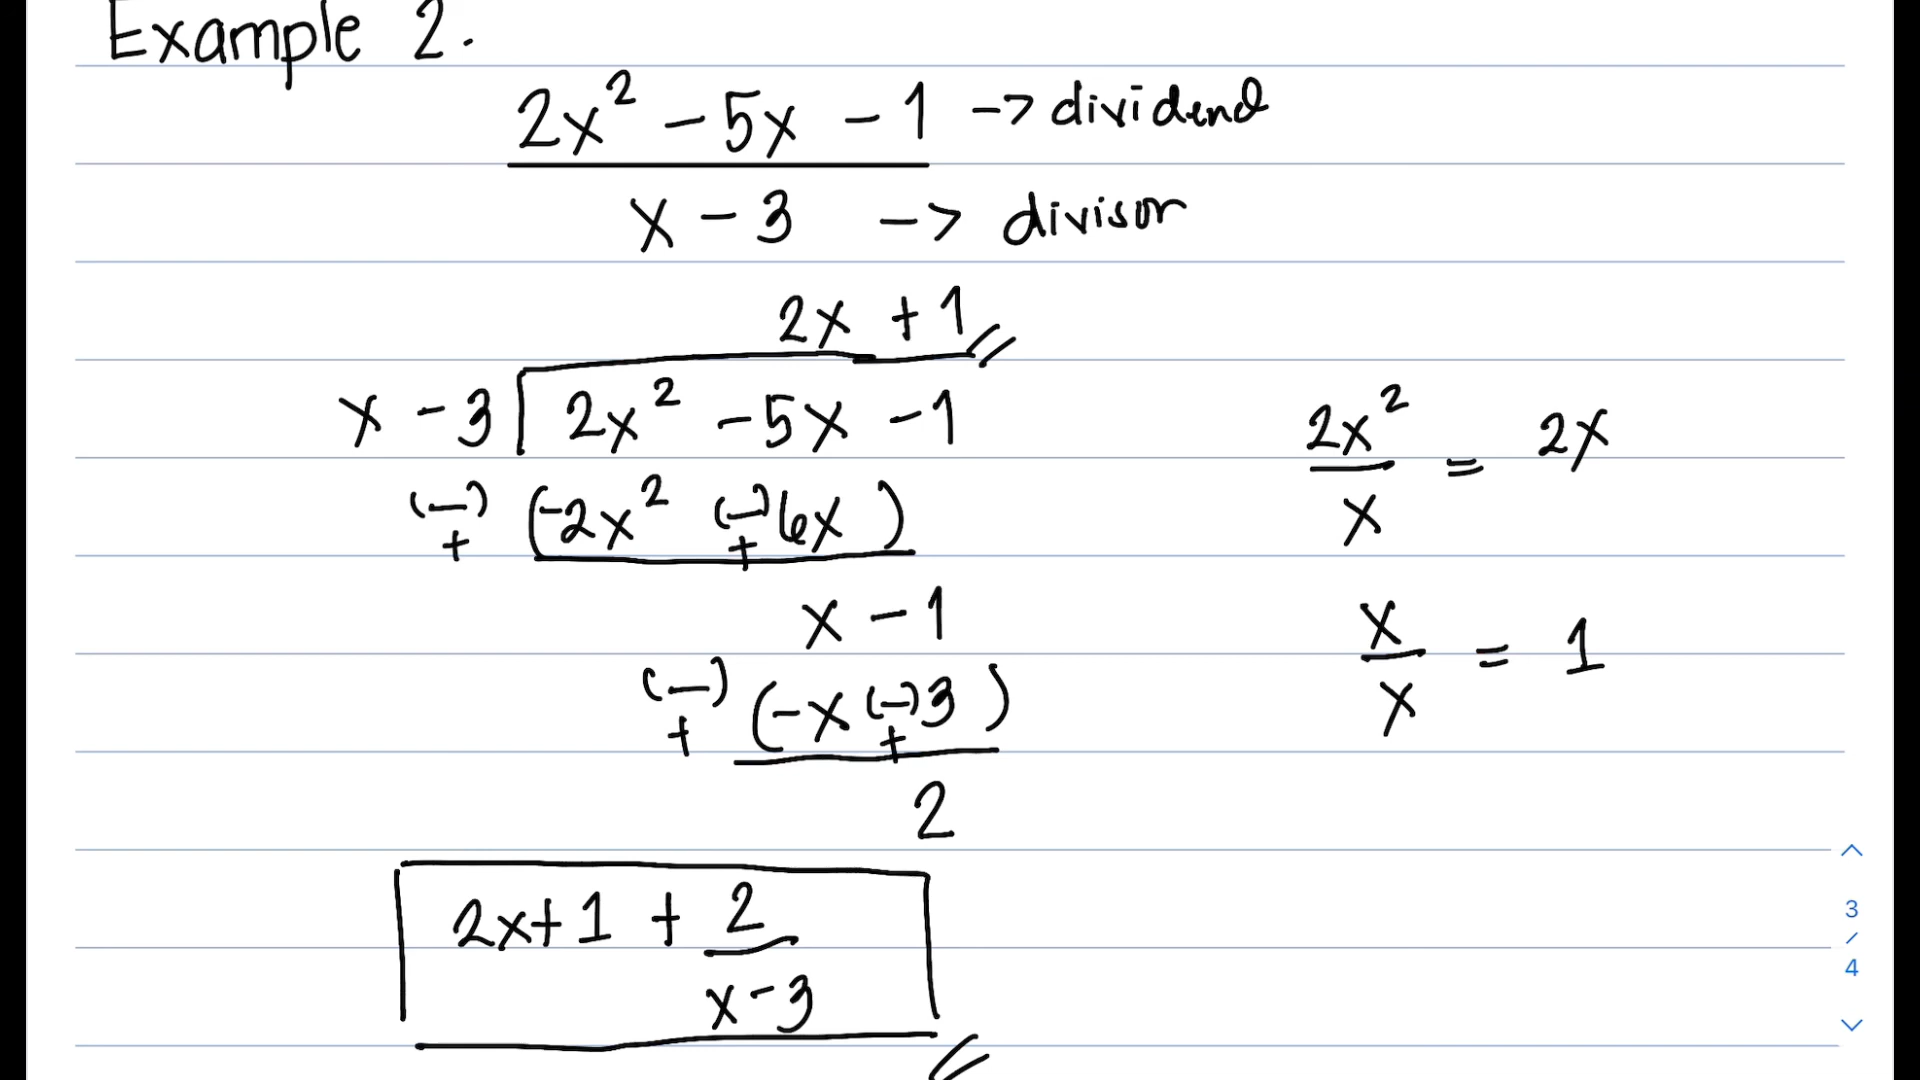 Example 2.
2x² - 5x - 1 -> dividend
x - 3 -> divisor
2x + 1
x - 3 2x² - 5x - 1
2x² / x = 2x
(-) + (-2x² (-) + 6x)
x - 1
x / x = 1
(-) + (-x (-) + 3)
2
2x + 1 + 2 / x - 3
3 / 4